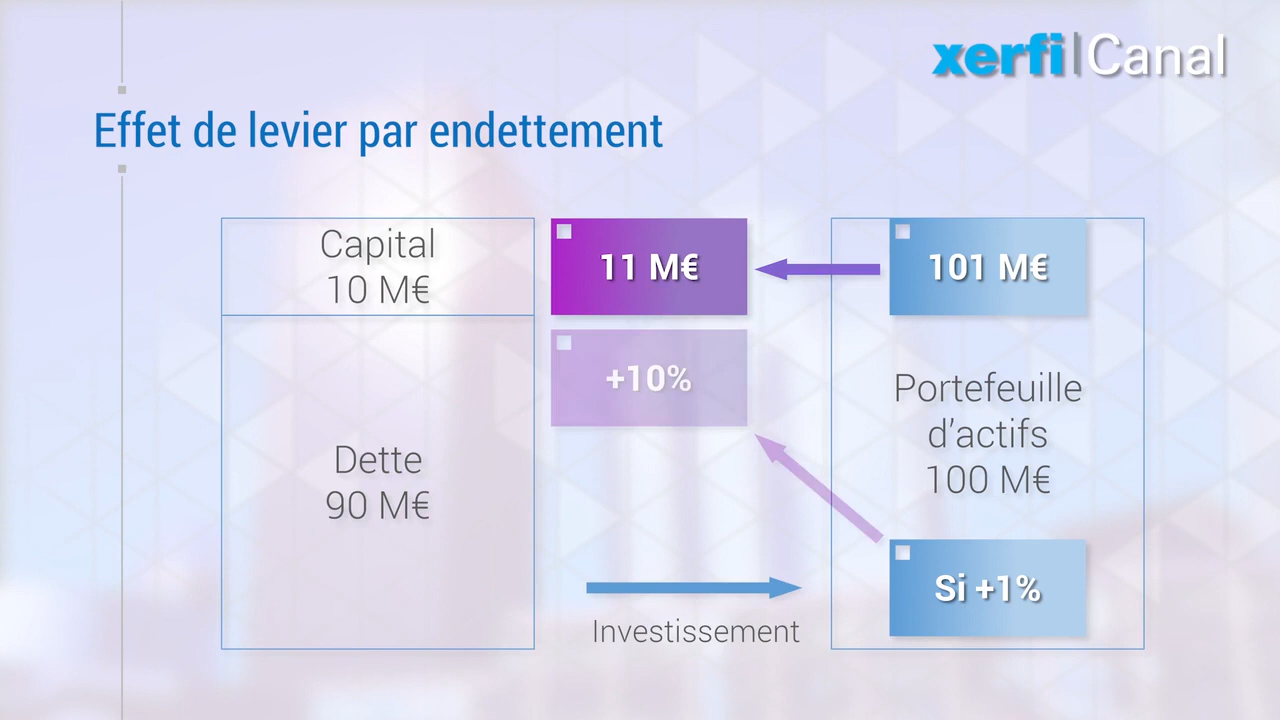 xerfi|Canal
Effet de levier par endettement
Capital
10 M€
11 M€
101 M€
+10%
Dette
90 M€
Portefeuille
d’actifs
100 M€
Si +1%
Investissement